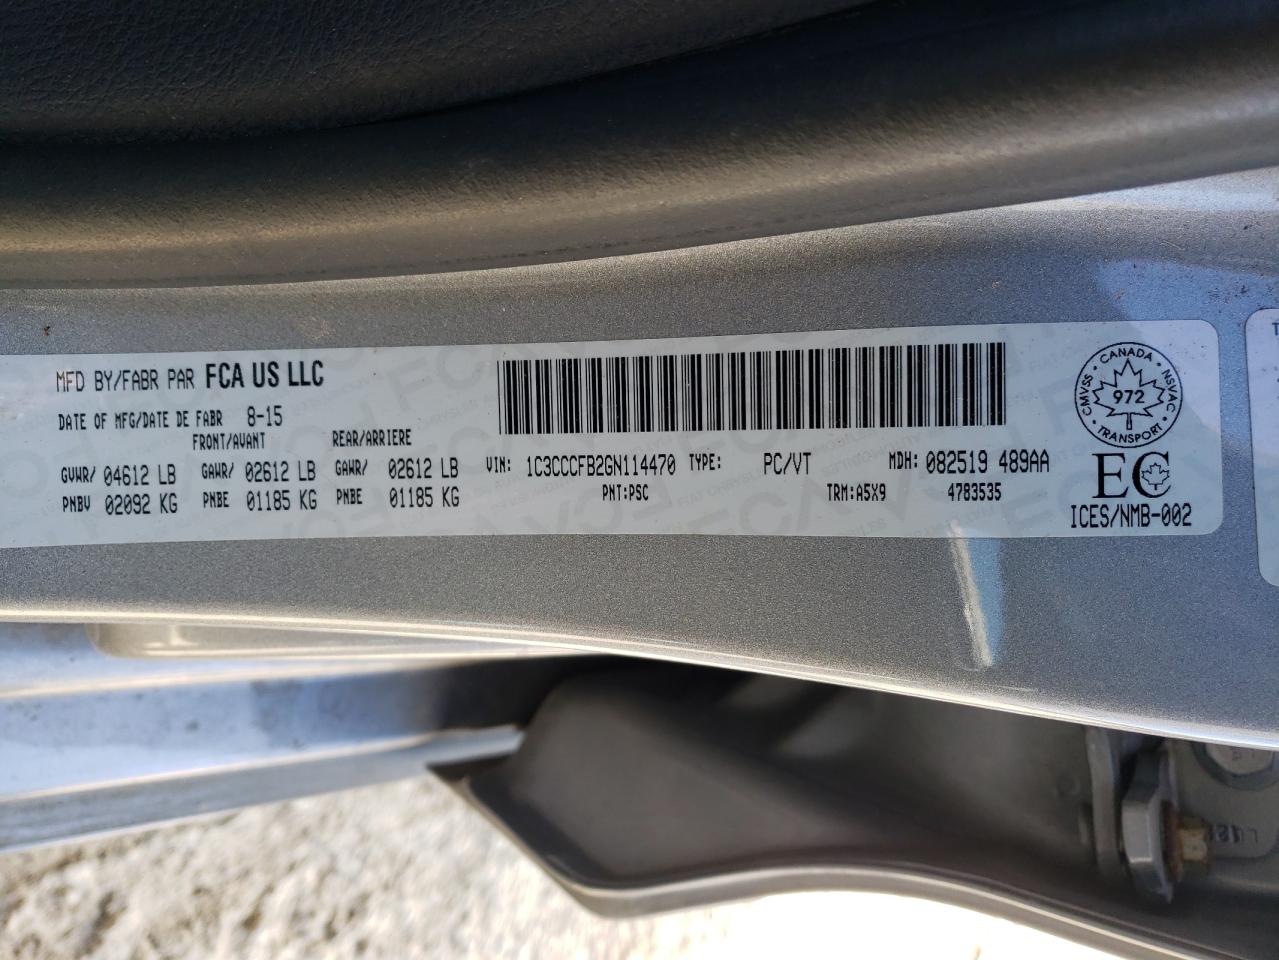 MFD BY/FABR PAR FCA US LLC
DATE OF MFG/DATE DE FABR 8-15
FRONT/AVANT REAR/ARRIERE
GVWR/ 04612 LB GAWR/ 02612 LB GAWR/ 02612 LB
PNBV 02092 KG PNBE 01185 KG PNBE 01185 KG
VIN: 1C3CCCFB2GN114470 TYPE: PC/VT MDH: 082519 489AA
PNT:PSC TRM:A5X9 4783535
CANADA
CMVSS NSVAC
972
TRANSPORT
EC
ICES/NMB-002